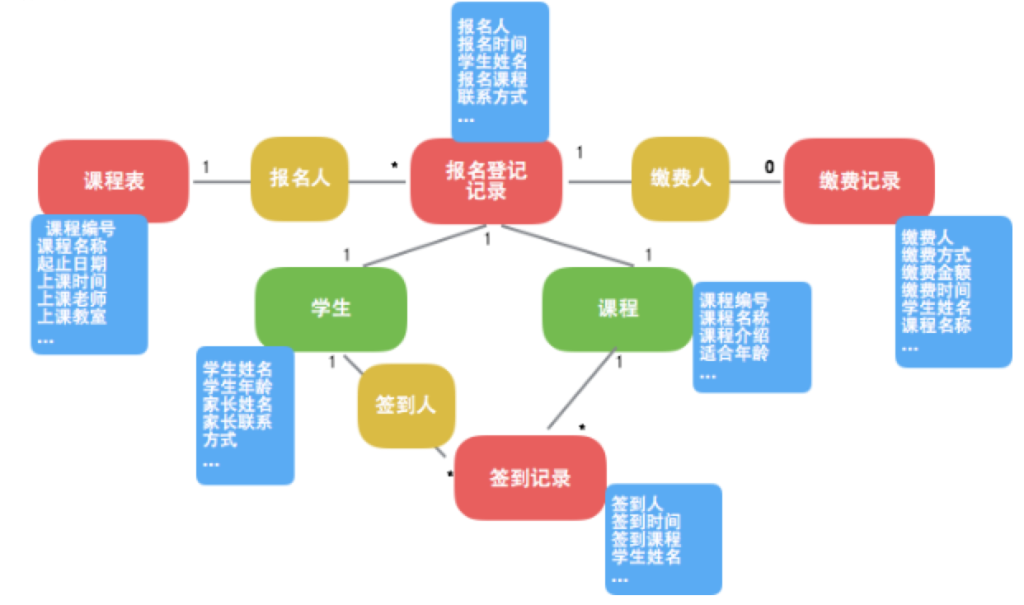 报名人
报名时间
学生姓名
报名课程
联系方式
...
课程表
1
报名人
*
报名登记
记录
1
缴费人
0
缴费记录
课程编号
课程名称
起止日期
上课时间
上课老师
上课教室
...
缴费人
缴费方式
缴费金额
缴费时间
学生姓名
课程名称
...
1
1
1
学生
课程
课程编号
课程名称
课程介绍
适合年龄
...
学生姓名
学生年龄
家长姓名
家长联系
方式
...
1
签到人
1
*
*
签到记录
签到人
签到时间
签到课程
学生姓名
...